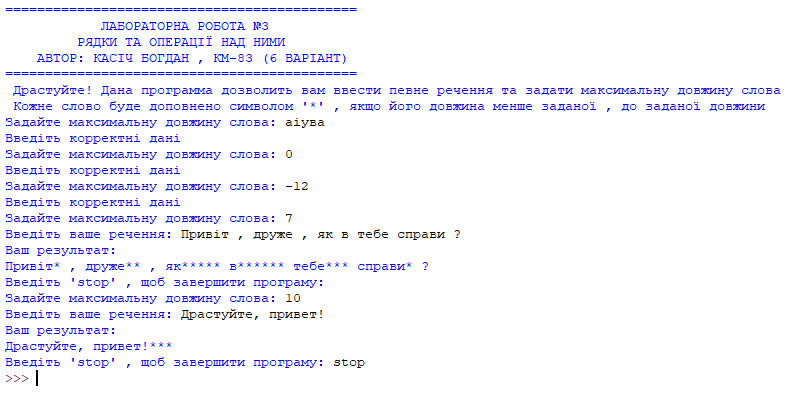 ============================================
ЛАБОРАТОРНА РОБОТА №3
РЯДКИ ТА ОПЕРАЦІЇ НАД НИМИ
АВТОР: КАСІЧ БОГДАН , КМ-83 (6 ВАРІАНТ)
============================================
Драстуйте! Дана программа дозволить вам ввести певне речення та задати максимальну довжину слова
Кожне слово буде доповнено символом '*' , якщо його довжина менше заданої , до заданої довжини
Задайте максимальну довжину слова: аіува
Введіть корректні дані
Задайте максимальну довжину слова: 0
Введіть корректні дані
Задайте максимальну довжину слова: -12
Введіть корректні дані
Задайте максимальну довжину слова: 7
Введіть ваше речення: Привіт , друже , як в тебе справи ?
Ваш результат:
Привіт* , друже** , як***** в****** тебе*** справи* ?
Введіть 'stop' , щоб завершити програму:
Задайте максимальну довжину слова: 10
Введіть ваше речення: Драстуйте, привет!
Ваш результат:
Драстуйте, привет!***
Введіть 'stop' , щоб завершити програму: stop
>>>